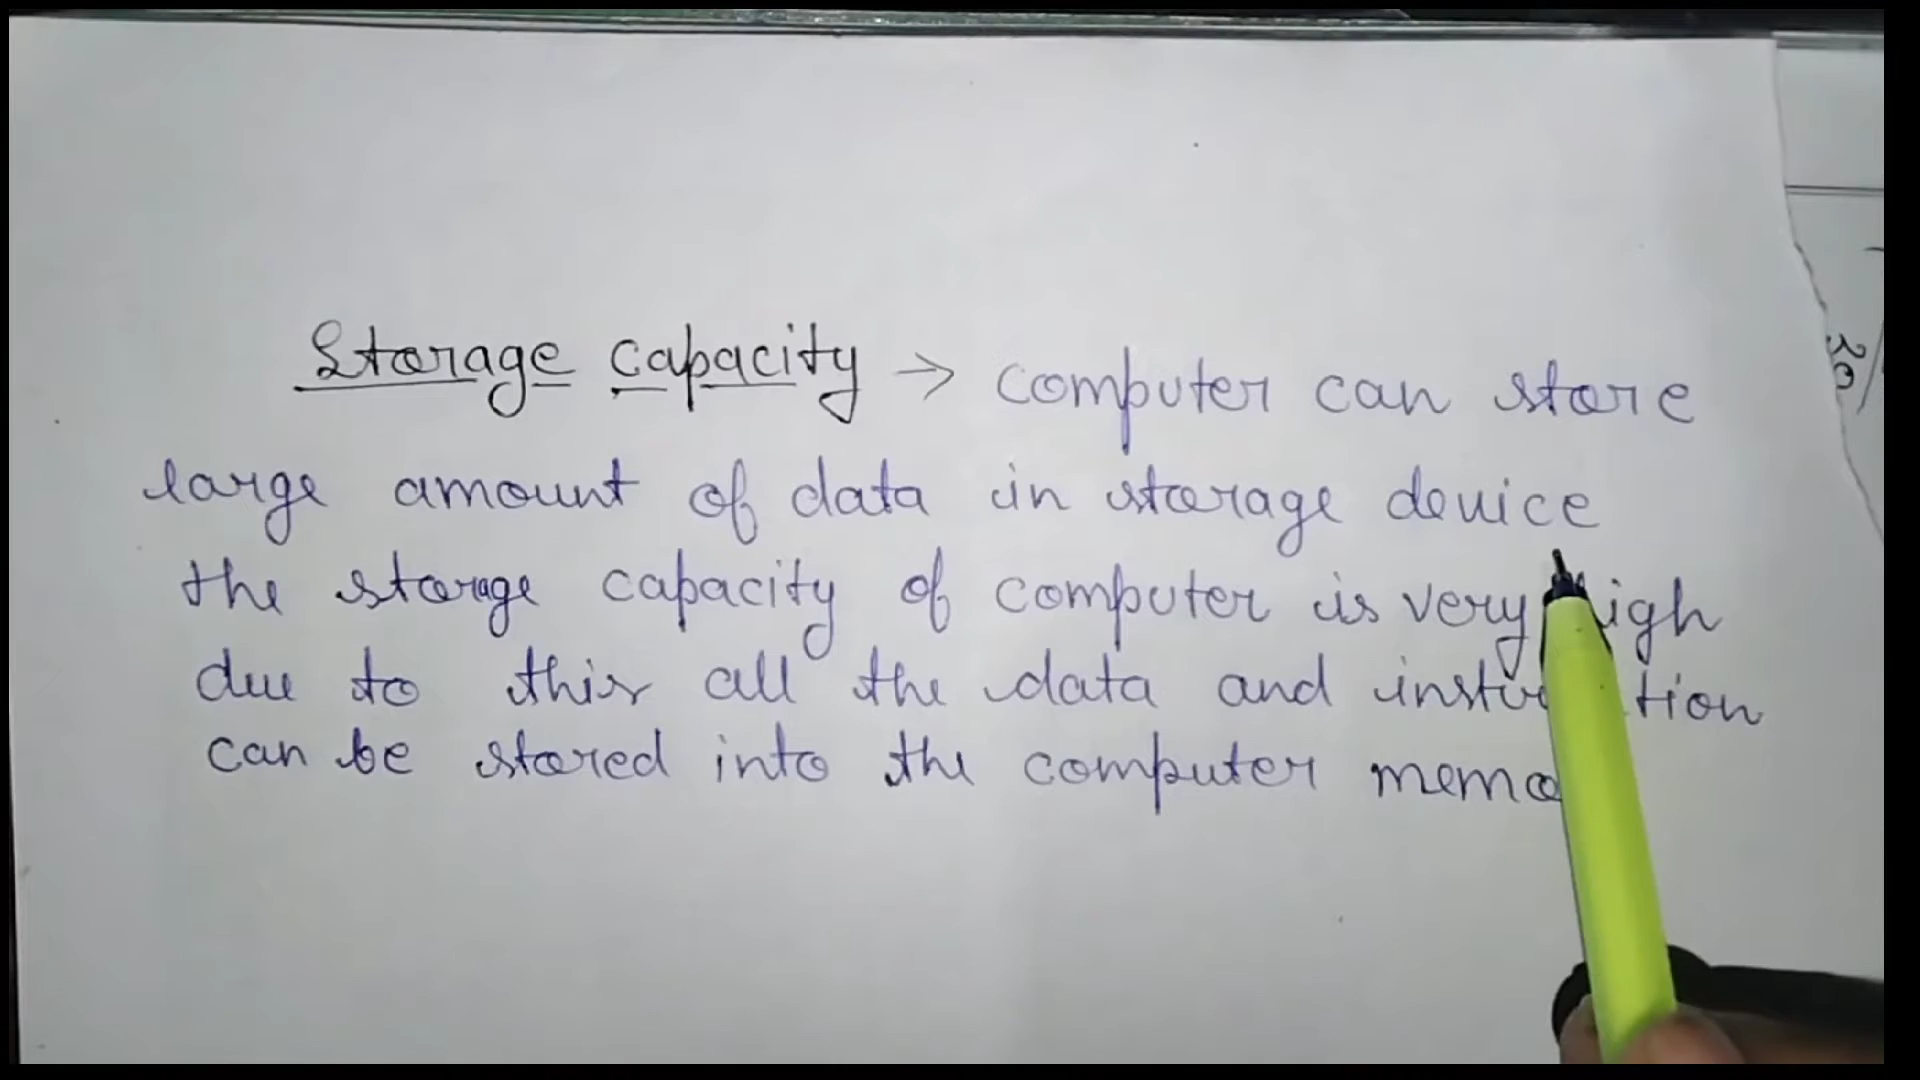 Storage capacity → computer can store
large amount of data in storage device
the storage capacity of computer is very high
due to this all the data and
can be stored into the computer